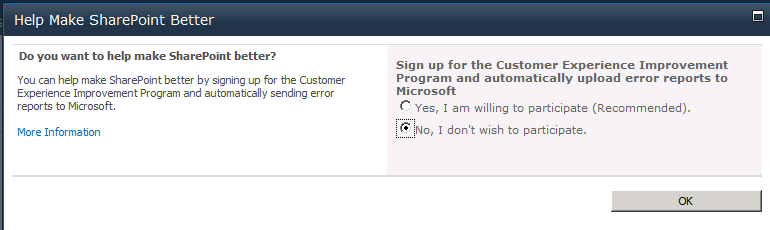 Help Make SharePoint Better
Do you want to help make SharePoint better?
You can help make SharePoint better by signing up for the Customer
Experience Improvement Program and automatically sending error
reports to Microsoft.
More Information
Sign up for the Customer Experience Improvement
Program and automatically upload error reports to
Microsoft
Yes, I am willing to participate (Recommended).
No, I don't wish to participate.
OK